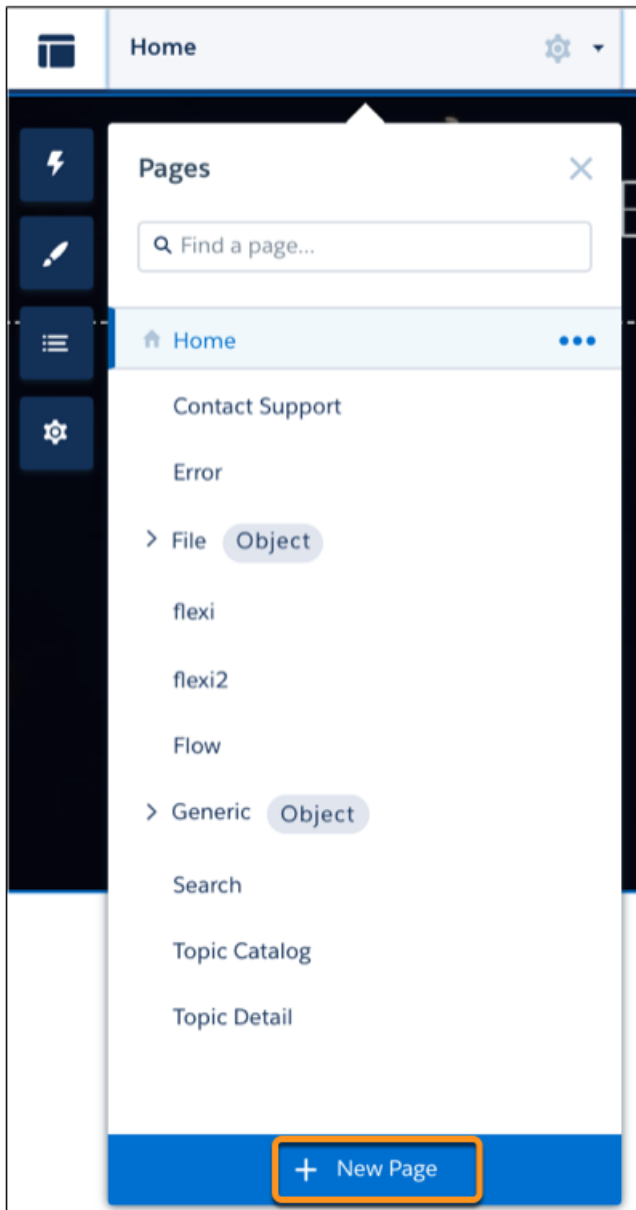 Home
Pages
Find a page...
Home
Contact Support
Error
File Object
flexi
flexi2
Flow
Generic Object
Search
Topic Catalog
Topic Detail
+ New Page